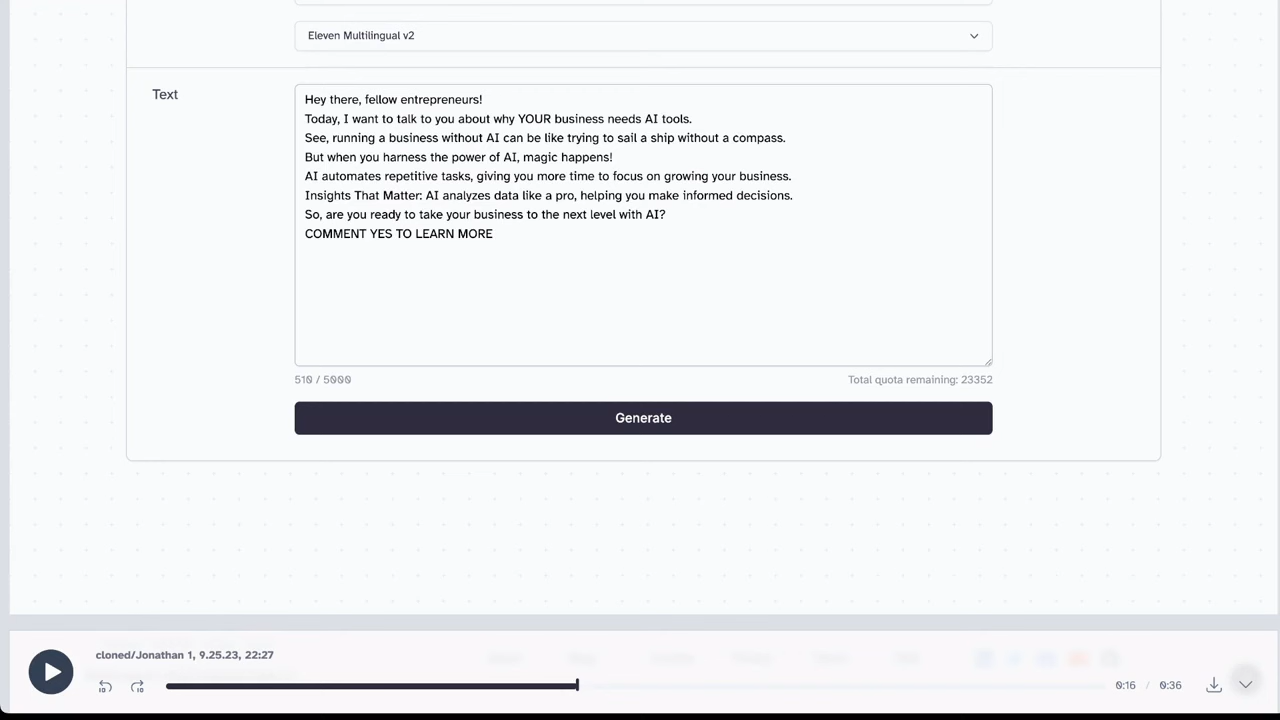 Eleven Multilingual v2
Text
Hey there, fellow entrepreneurs!
Today, I want to talk to you about why YOUR business needs AI tools.
See, running a business without AI can be like trying to sail a ship without a compass.
But when you harness the power of AI, magic happens!
AI automates repetitive tasks, giving you more time to focus on growing your business.
Insights That Matter: AI analyzes data like a pro, helping you make informed decisions.
So, are you ready to take your business to the next level with AI?
COMMENT YES TO LEARN MORE
510 / 5000
Total quota remaining: 23352
Generate
cloned/Jonathan 1, 9.25.23, 22:27
10
10
0:16 / 0:36